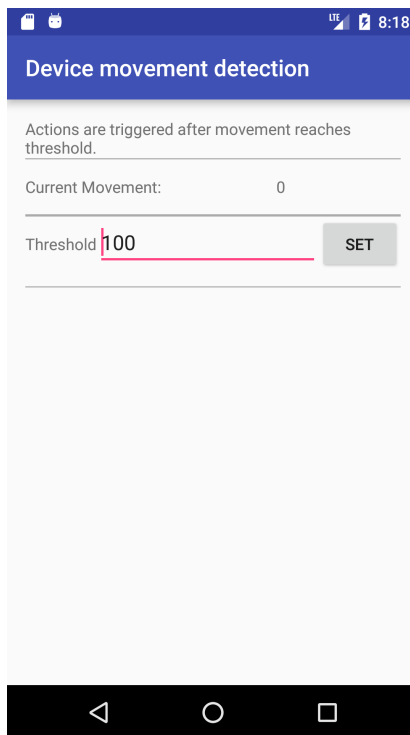 LTE 8:18
Device movement detection
Actions are triggered after movement reaches
threshold.
Current Movement: 0
Threshold 100 SET